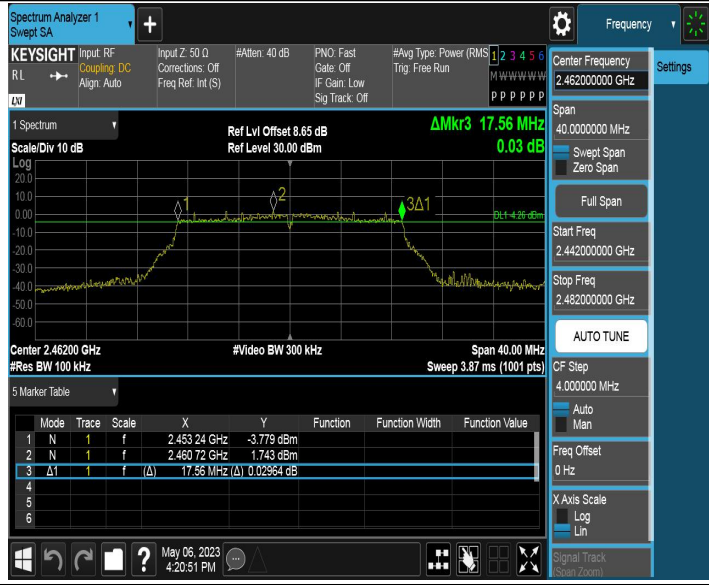 Spectrum Analyzer 1
Swept SA
Frequency
KEYSIGHT Input: RF Input Z: 50 Ω #Atten: 40 dB PNO: Fast #Avg Type: Power (RMS 1 2 3 4 5 6
RL Coupling: DC Corrections: Off Gate: Off Trig: Free Run M W W W W W
Align: Auto Freq Ref: Int (S) IF Gain: Low
LXI Sig Track: Off P P P P P P
Center Frequency
2.462000000 GHz
Settings
Span
40.0000000 MHz
Swept Span
Zero Span
Full Span
Start Freq
2.442000000 GHz
Stop Freq
2.482000000 GHz
AUTO TUNE
CF Step
4.000000 MHz
Auto
Man
Freq Offset
0 Hz
X Axis Scale
Log
Lin
Signal Track
(Span Zoom)
1 Spectrum
Scale/Div 10 dB
Ref Lvl Offset 8.65 dB
Ref Level 30.00 dBm
ΔMkr3 17.56 MHz
0.03 dB
Log
20.0
10.0
0.00
-10.0
-20.0
-30.0
-40.0
-50.0
-60.0
1
2
3Δ1
DL1 -4.26 dBm
Center 2.46200 GHz #Video BW 300 kHz Span 40.00 MHz
#Res BW 100 kHz Sweep 3.87 ms (1001 pts)
5 Marker Table
Mode Trace Scale X Y Function Function Width Function Value
1 N 1 f 2.453 24 GHz -3.779 dBm
2 N 1 f 2.460 72 GHz 1.743 dBm
3 Δ1 1 f (Δ) 17.56 MHz (Δ) 0.02964 dB
4
5
6
? May 06, 2023
4:20:51 PM